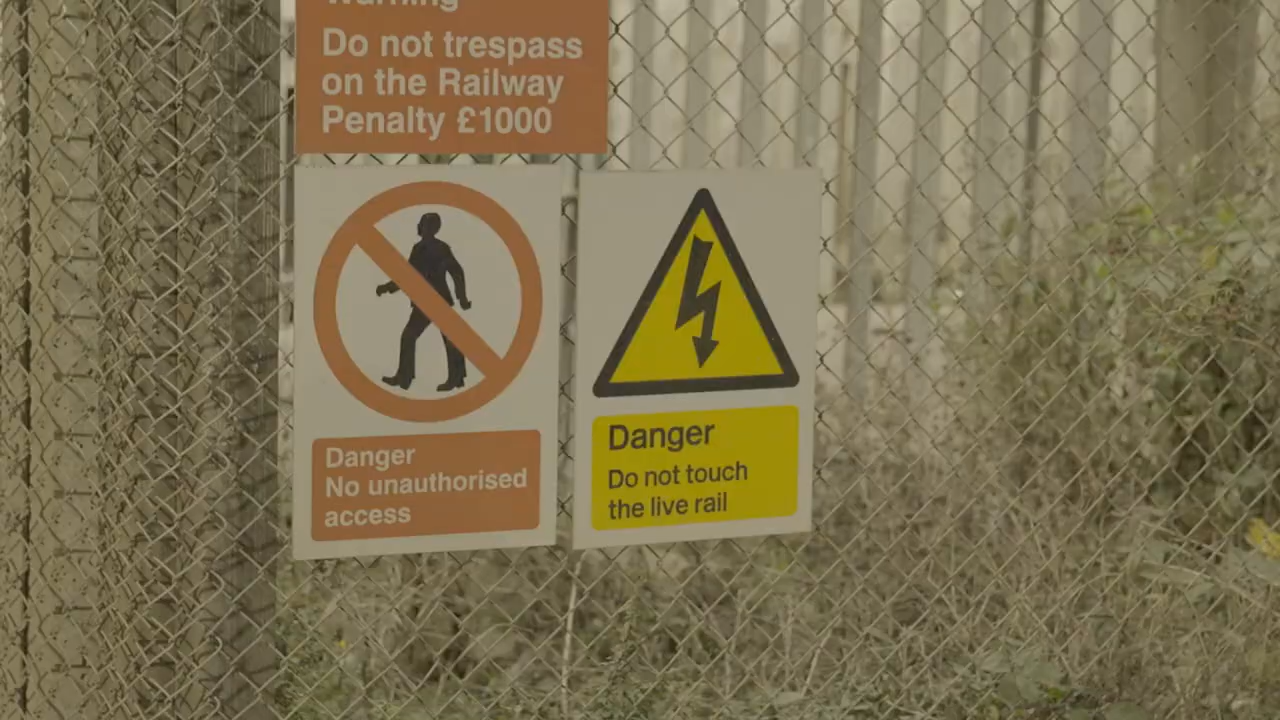 Warning
Do not trespass
on the Railway
Penalty £1000
Danger
No unauthorised
access
Danger
Do not touch
the live rail